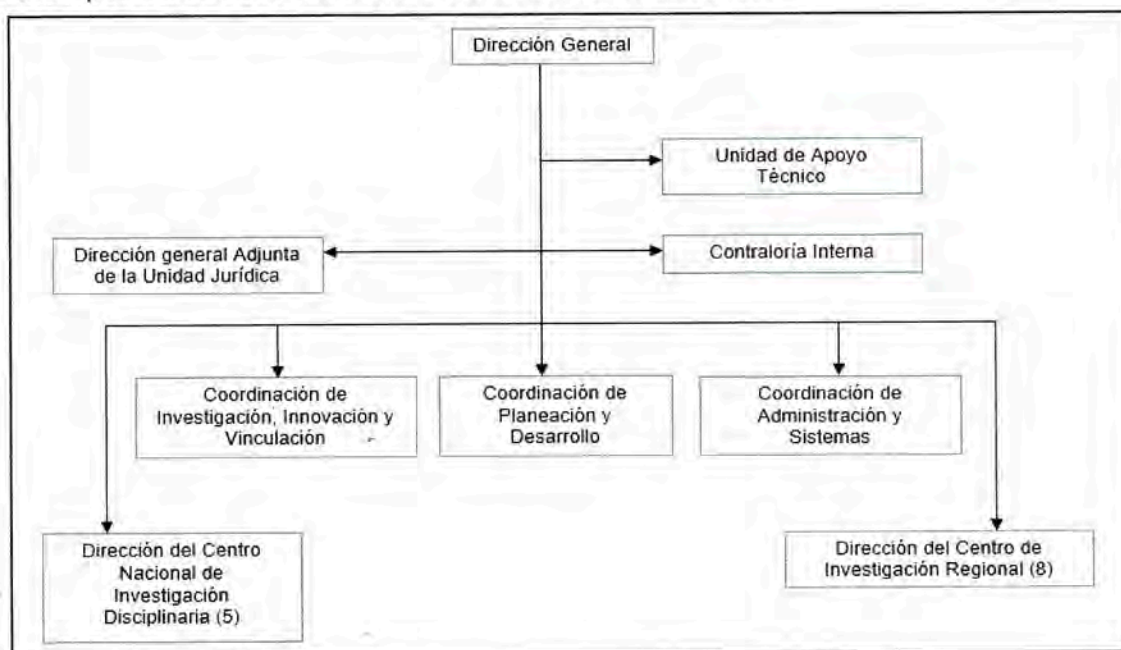 Dirección General
Unidad de Apoyo
Técnico
Dirección general Adjunta
de la Unidad Jurídica
Contraloría Interna
Coordinación de
Investigación, Innovación y
Vinculación
Coordinación de
Planeación y
Desarrollo
Coordinación de
Administración y
Sistemas
Dirección del Centro
Nacional de
Investigación
Disciplinaria (5)
Dirección del Centro de
Investigación Regional (8)